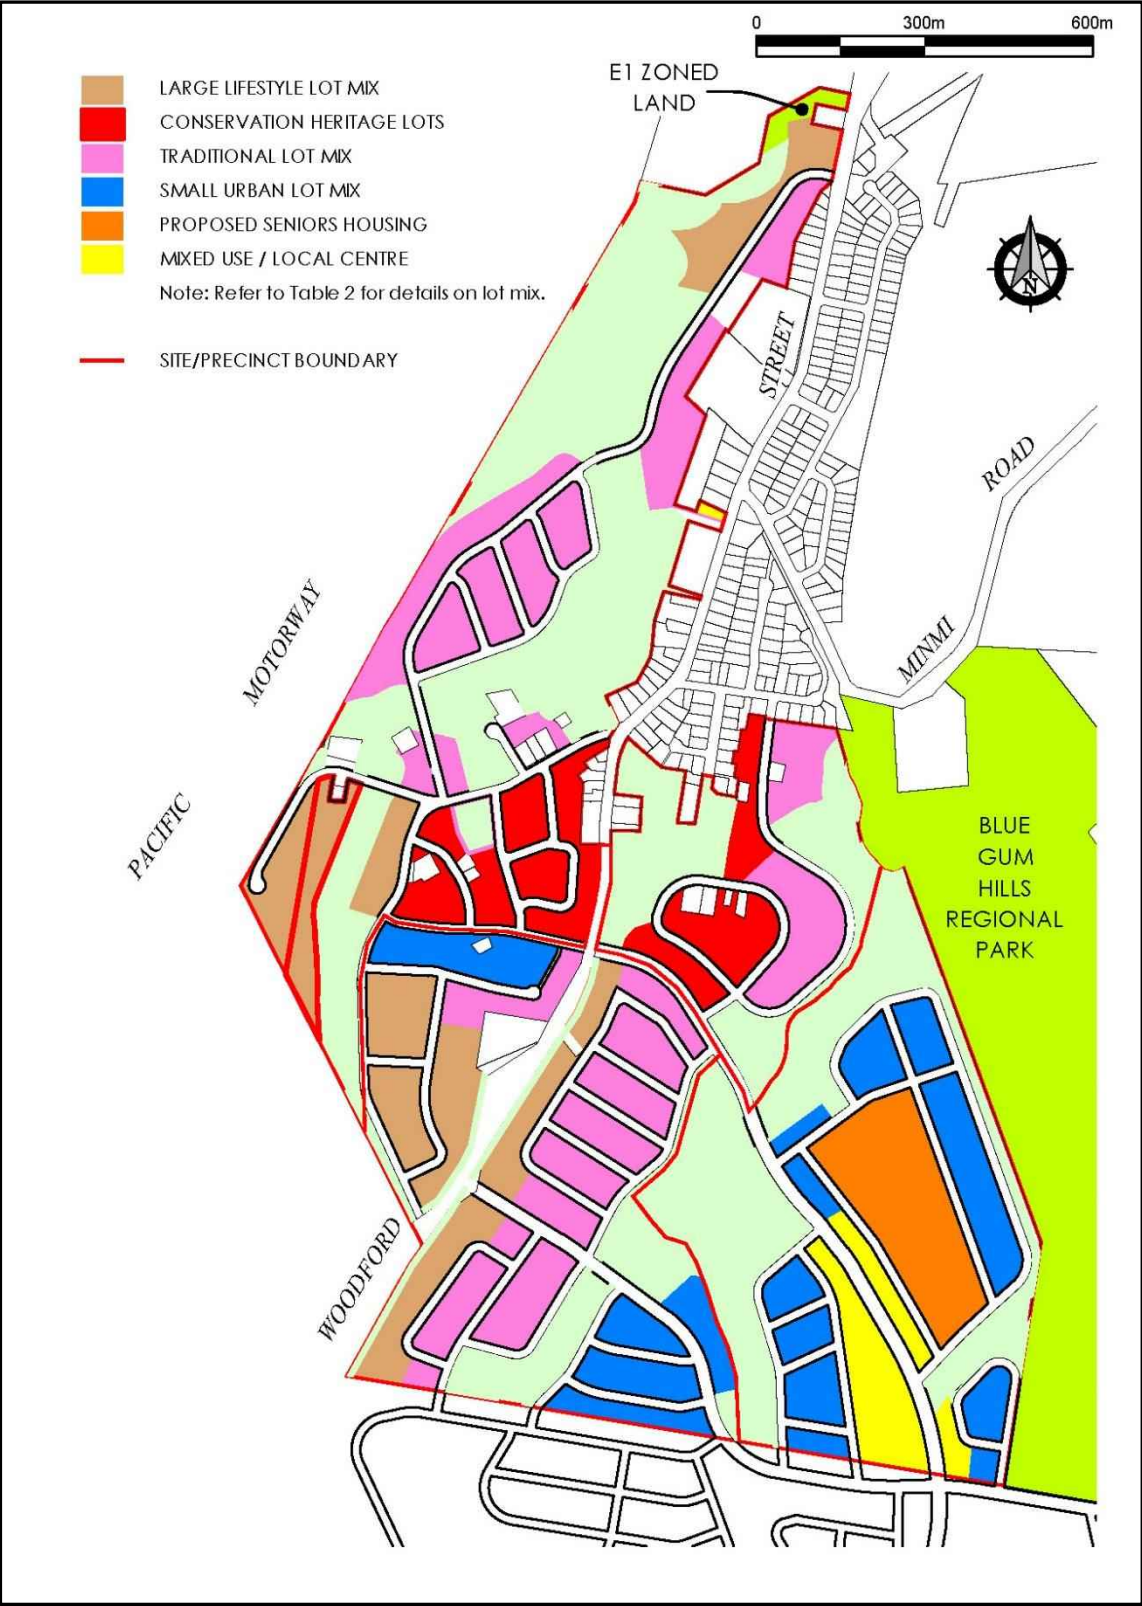 0 300m 600m
E1 ZONED
LAND
LARGE LIFESTYLE LOT MIX
CONSERVATION HERITAGE LOTS
TRADITIONAL LOT MIX
SMALL URBAN LOT MIX
PROPOSED SENIORS HOUSING
MIXED USE / LOCAL CENTRE
Note: Refer to Table 2 for details on lot mix.
SITE/PRECINCT BOUNDARY
N
STREET
ROAD
MINMI
MOTORWAY
PACIFIC
BLUE
GUM
HILLS
REGIONAL
PARK
WOODFORD